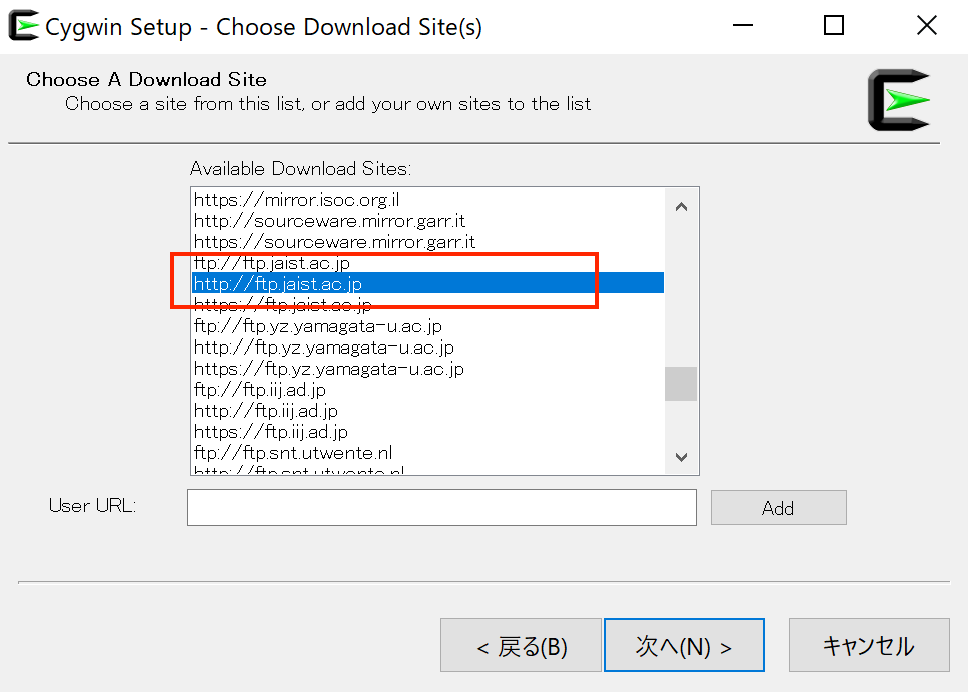 Cygwin Setup - Choose Download Site(s)
Choose A Download Site
Choose a site from this list, or add your own sites to the list
Available Download Sites:
https://mirror.isoc.org.il
http://sourceware.mirror.garr.it
https://sourceware.mirror.garr.it
ftp://ftp.jaist.ac.jp
http://ftp.jaist.ac.jp
https://ftp.jaist.ac.jp
ftp://ftp.yz.yamagata-u.ac.jp
http://ftp.yz.yamagata-u.ac.jp
https://ftp.yz.yamagata-u.ac.jp
ftp://ftp.iij.ad.jp
http://ftp.iij.ad.jp
https://ftp.iij.ad.jp
ftp://ftp.snt.utwente.nl
http://ftp.snt.utwente.nl
User URL:
Add
< 戻る(B)
次へ(N) >
キャンセル